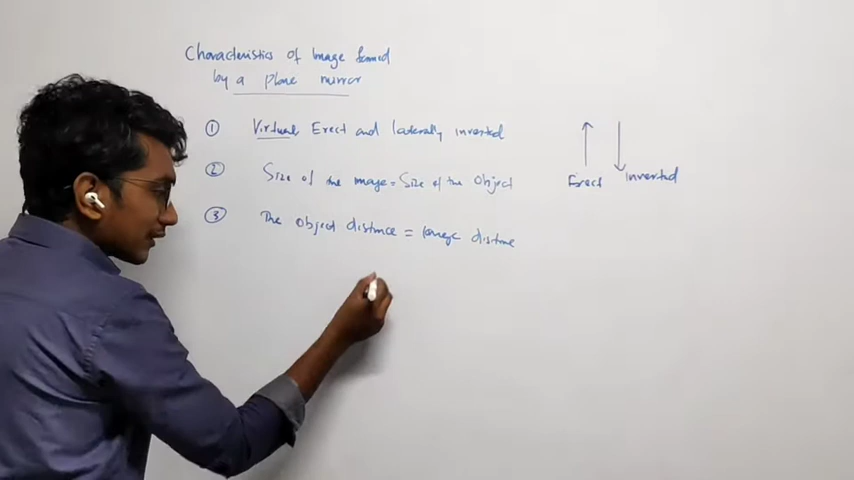 Characteristics of Image formed
by a plane mirror
① Virtual, Erect and laterally inverted
② Size of the image = Size of the Object
③ The Object distance = Image distance
Erect
Inverted